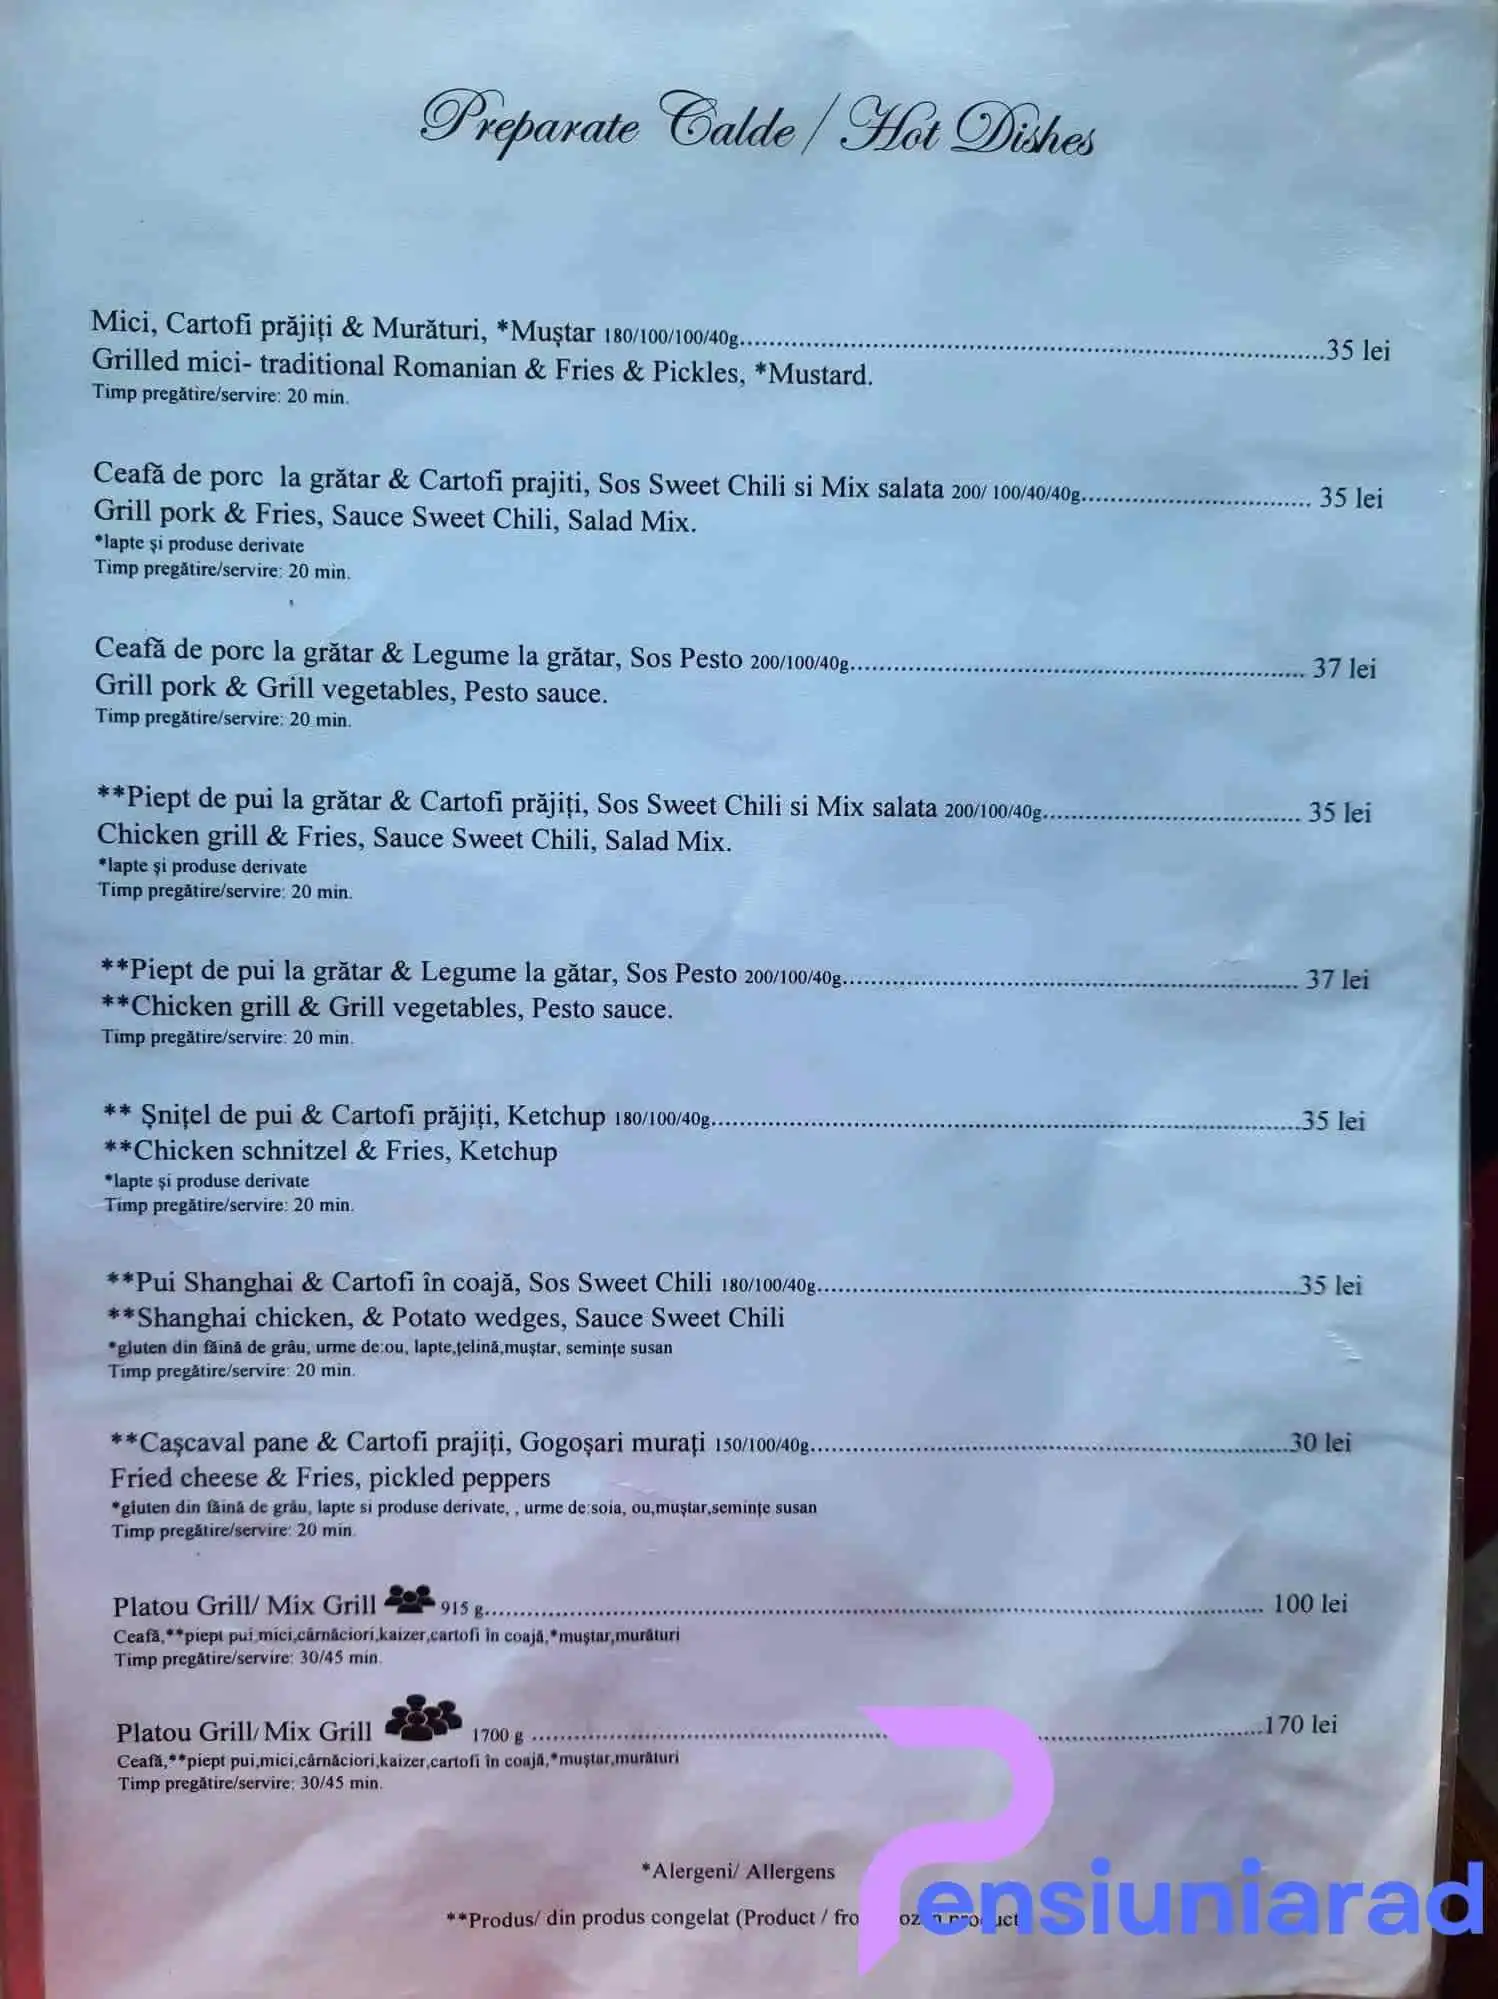 Preparate Calde / Hot Dishes
Mici, Cartofi prăjiți & Murături, *Muștar 180/100/100/40g..........35 lei
Grilled mici- traditional Romanian & Fries & Pickles, *Mustard.
Timp pregătire/servire: 20 min.
Ceafă de porc la grătar & Cartofi prajiti, Sos Sweet Chili si Mix salata 200/ 100/40/40g.......... 35 lei
Grill pork & Fries, Sauce Sweet Chili, Salad Mix.
*lapte și produse derivate
Timp pregătire/servire: 20 min.
Ceafă de porc la grătar & Legume la grătar, Sos Pesto 200/100/40g.......... 37 lei
Grill pork & Grill vegetables, Pesto sauce.
Timp pregătire/servire: 20 min.
**Piept de pui la grătar & Cartofi prăjiți, Sos Sweet Chili si Mix salata 200/100/40g.......... 35 lei
Chicken grill & Fries, Sauce Sweet Chili, Salad Mix.
*lapte și produse derivate
Timp pregătire/servire: 20 min.
**Piept de pui la grătar & Legume la gătar, Sos Pesto 200/100/40g.......... 37 lei
**Chicken grill & Grill vegetables, Pesto sauce.
Timp pregătire/servire: 20 min.
** Șnițel de pui & Cartofi prăjiți, Ketchup 180/100/40g..........35 lei
**Chicken schnitzel & Fries, Ketchup
*lapte și produse derivate
Timp pregătire/servire: 20 min.
**Pui Shanghai & Cartofi în coajă, Sos Sweet Chili 180/100/40g..........35 lei
**Shanghai chicken, & Potato wedges, Sauce Sweet Chili
*gluten din făină de grâu, urme de:ou, lapte,țelină,muștar, semințe susan
Timp pregătire/servire: 20 min.
**Cașcaval pane & Cartofi prajiți, Gogoșari murați 150/100/40g..........30 lei
Fried cheese & Fries, pickled peppers
*gluten din făină de grâu, lapte si produse derivate, , urme de:soia, ou,muștar,semințe susan
Timp pregătire/servire: 20 min.
Platou Grill/ Mix Grill 915 g.......... 100 lei
Ceafă,**piept pui,mici,cârnăciori,kaizer,cartofi în coajă,*muștar,murături
Timp pregătire/servire: 30/45 min.
Platou Grill/ Mix Grill 1700 g ..........170 lei
Ceafă,**piept pui,mici,cârnăciori,kaizer,cartofi în coajă,*muștar,murături
Timp pregătire/servire: 30/45 min.
*Alergeni/ Allergens
**Produs/ din produs congelat (Product /
Pensiuniarad